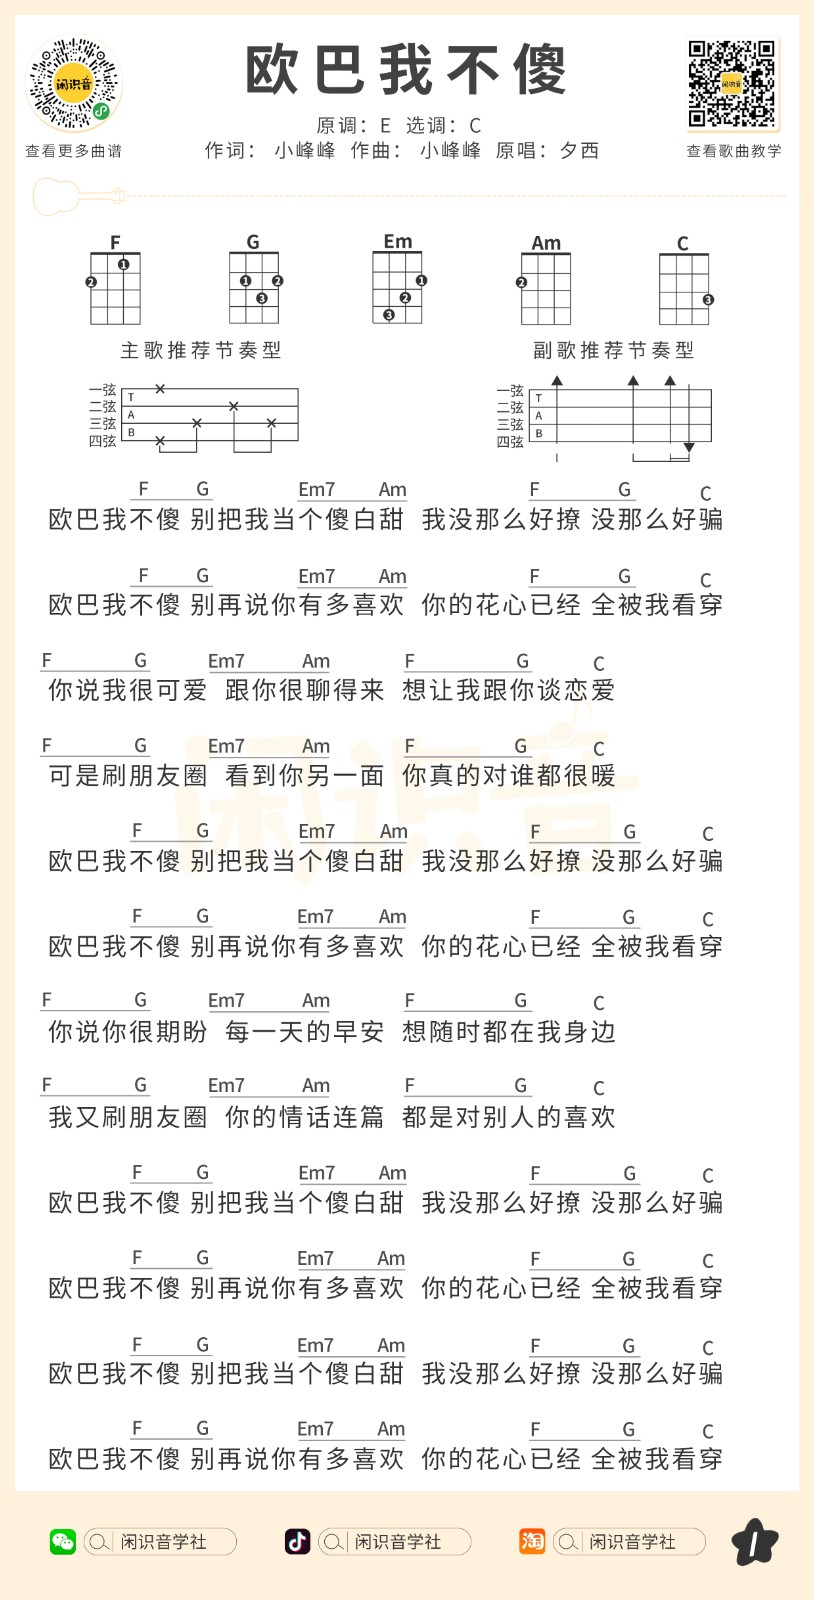 欧巴我不傻
闲识音
闲识音
原调：E 选调：C
查看更多曲谱
作词： 小峰峰 作曲： 小峰峰 原唱：夕西
查看歌曲教学
F G Em Am C
1
2
1 2
3
1
2
3
2
3
主歌推荐节奏型
副歌推荐节奏型
一弦
二弦
三弦
四弦
T
A
B
一弦
二弦
三弦
四弦
T
A
B
F G Em7 Am F G C
欧巴我不傻 别把我当个傻白甜 我没那么好撩 没那么好骗
F G Em7 Am F G C
欧巴我不傻 别再说你有多喜欢 你的花心已经 全被我看穿
F G Em7 Am F G C
你说我很可爱 跟你很聊得来 想让我跟你谈恋爱
F G Em7 Am F G C
可是刷朋友圈 看到你另一面 你真的对谁都很暖
闲识音
F G Em7 Am F G C
欧巴我不傻 别把我当个傻白甜 我没那么好撩 没那么好骗
F G Em7 Am F G C
欧巴我不傻 别再说你有多喜欢 你的花心已经 全被我看穿
F G Em7 Am F G C
你说你很期盼 每一天的早安 想随时都在我身边
F G Em7 Am F G C
我又刷朋友圈 你的情话连篇 都是对别人的喜欢
F G Em7 Am F G C
欧巴我不傻 别把我当个傻白甜 我没那么好撩 没那么好骗
F G Em7 Am F G C
欧巴我不傻 别再说你有多喜欢 你的花心已经 全被我看穿
F G Em7 Am F G C
欧巴我不傻 别把我当个傻白甜 我没那么好撩 没那么好骗
F G Em7 Am F G C
欧巴我不傻 别再说你有多喜欢 你的花心已经 全被我看穿
闲识音学社 闲识音学社 淘 闲识音学社 1